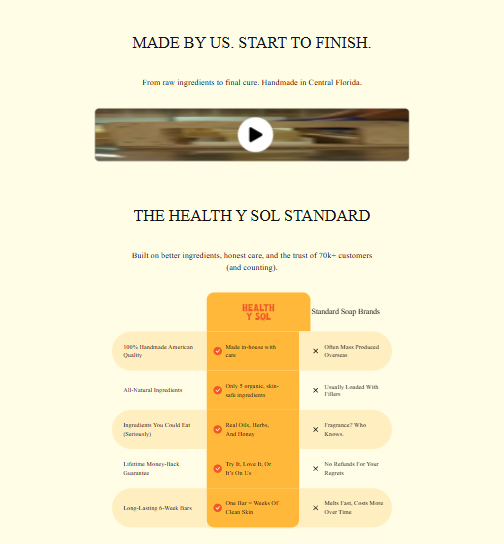 MADE BY US. START TO FINISH.
From raw ingredients to final cure. Handmade in Central Florida.
THE HEALTH Y SOL STANDARD
Built on better ingredients, honest care, and the trust of 70k+ customers
(and counting).
HEALTH
Y SOL
Standard Soap Brands
100% Handmade American
Quality
Made in-house with
care
Often Mass Produced
Overseas
All-Natural Ingredients
Only 5 organic, skin-
safe ingredients
Usually Loaded With
Fillers
Ingredients You Could Eat
(Seriously)
Real Oils, Herbs,
And Honey
Fragrance? Who
Knows.
Lifetime Money-Back
Guarantee
Try It, Love It, Or
It's On Us
No Refunds For Your
Regrets
Long-Lasting 6-Week Bars
One Bar = Weeks Of
Clean Skin
Melts Fast, Costs More
Over Time